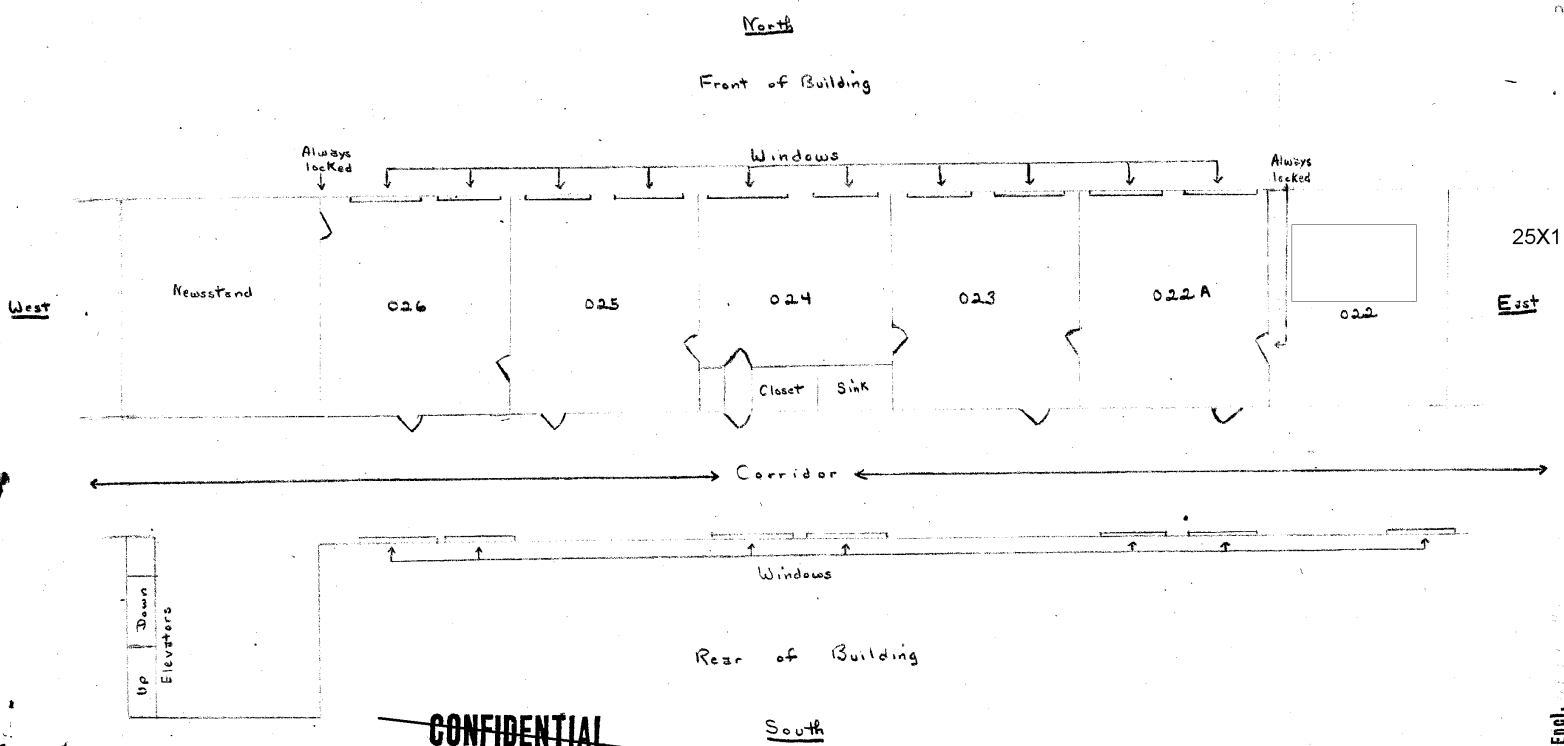 North
Front of Building
Always
locked
Windows
Always
locked
25X1
West
Newsstand
026
025
024
023
022A
022
East
Closet
Sink
Corridor
Windows
Down
Up
Elevators
Rear of Building
CONFIDENTIAL
South
Encl.